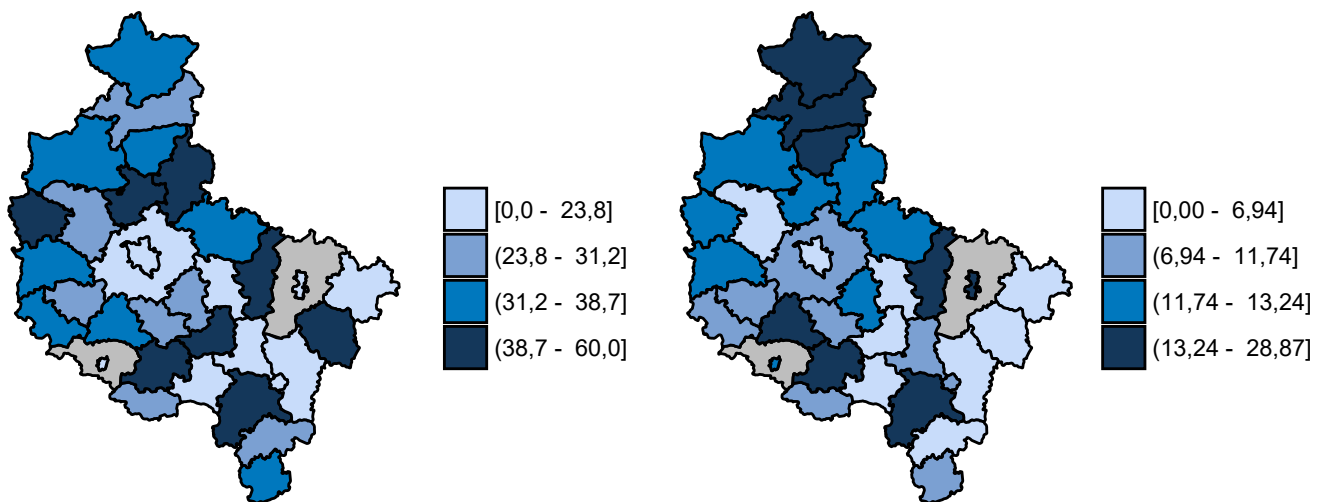 [0,0 - 23,8]
(23,8 - 31,2]
(31,2 - 38,7]
(38,7 - 60,0]
[0,00 - 6,94]
(6,94 - 11,74]
(11,74 - 13,24]
(13,24 - 28,87]